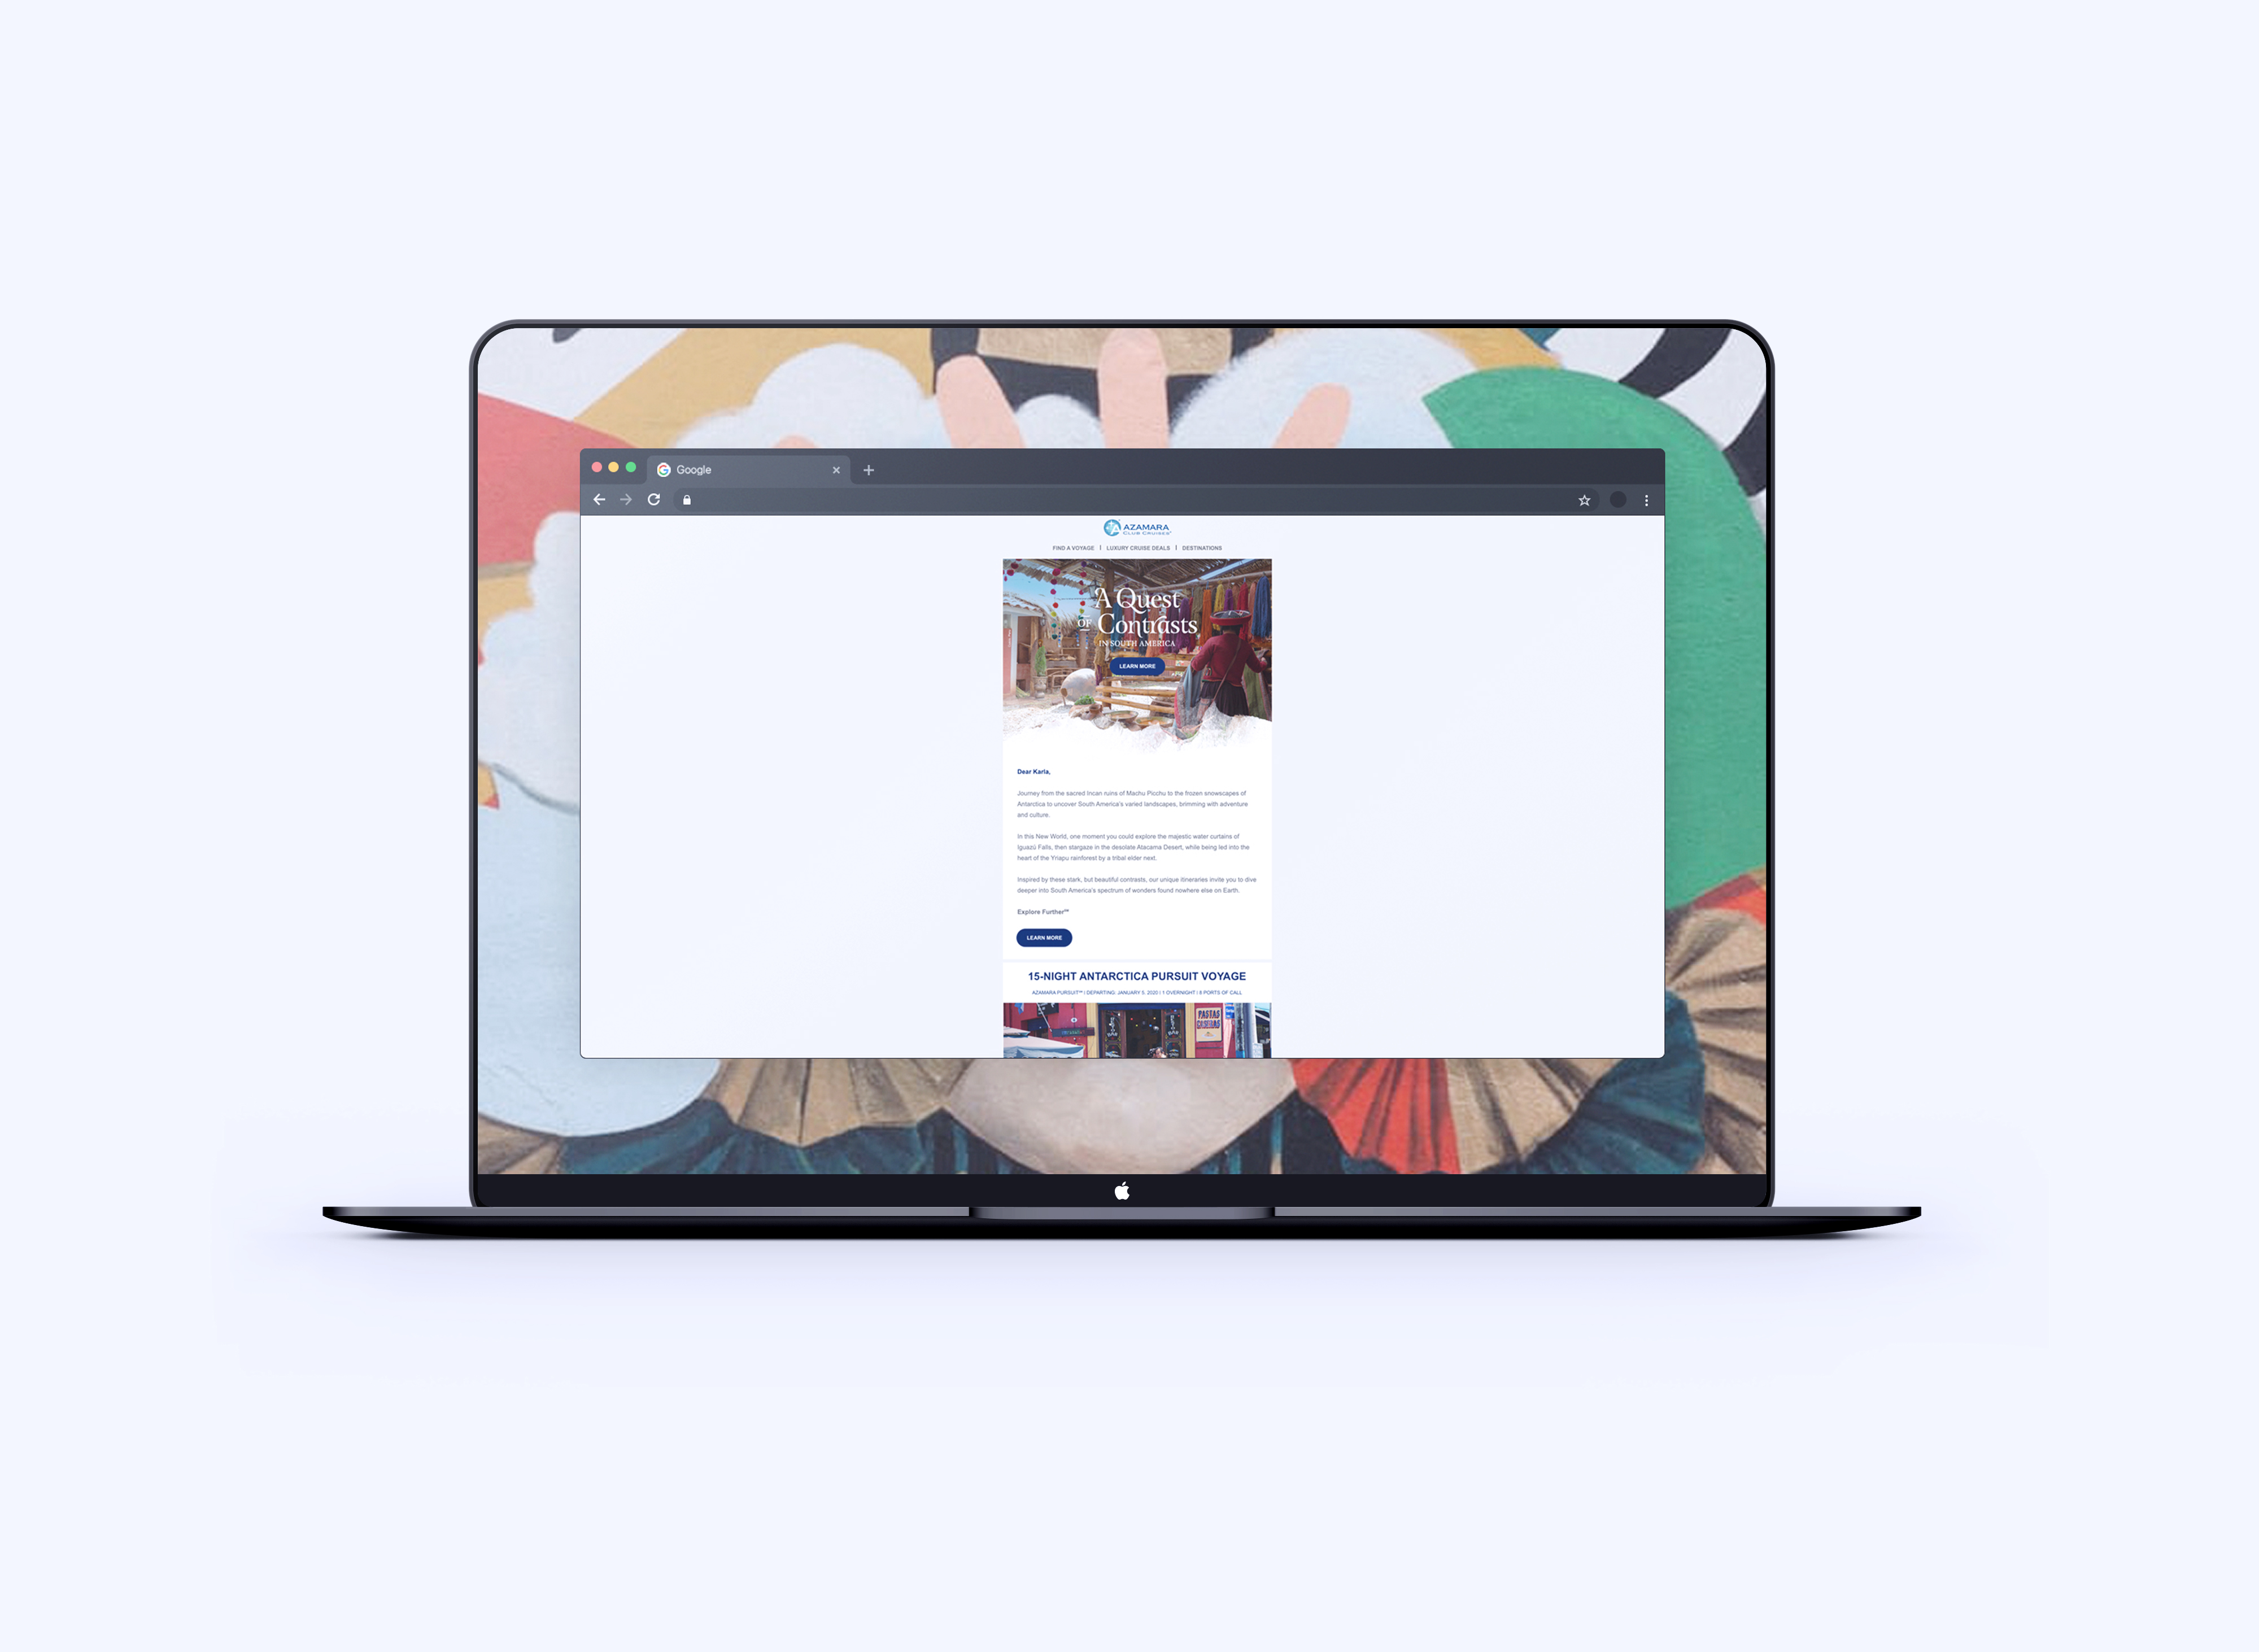 Google
AZAMARA
CLUB CRUISES®
FIND A VOYAGE | LUXURY CRUISE DEALS | DESTINATIONS
A Quest
OF Contrasts
IN SOUTH AMERICA
LEARN MORE
Dear Karla,
Journey from the sacred Incan ruins of Machu Picchu to the frozen snowscapes of
Antarctica to uncover South America's varied landscapes, brimming with adventure
and culture.
In this New World, one moment you could explore the majestic water curtains of
Iguazú Falls, then stargaze in the desolate Atacama Desert, while being led into the
heart of the Yriapu rainforest by a tribal elder next.
Inspired by these stark, but beautiful contrasts, our unique itineraries invite you to dive
deeper into South America's spectrum of wonders found nowhere else on Earth.
Explore Further℠
LEARN MORE
15-NIGHT ANTARCTICA PURSUIT VOYAGE
AZAMARA PURSUIT℠ | DEPARTING: JANUARY 5, 2020 | 1 OVERNIGHT | 8 PORTS OF CALL
PASTAS
CASERAS